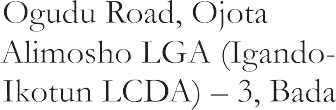 Ogudu Road, Ojota
Alimosho LGA (Igando-
Ikotun LCDA) – 3, Bada